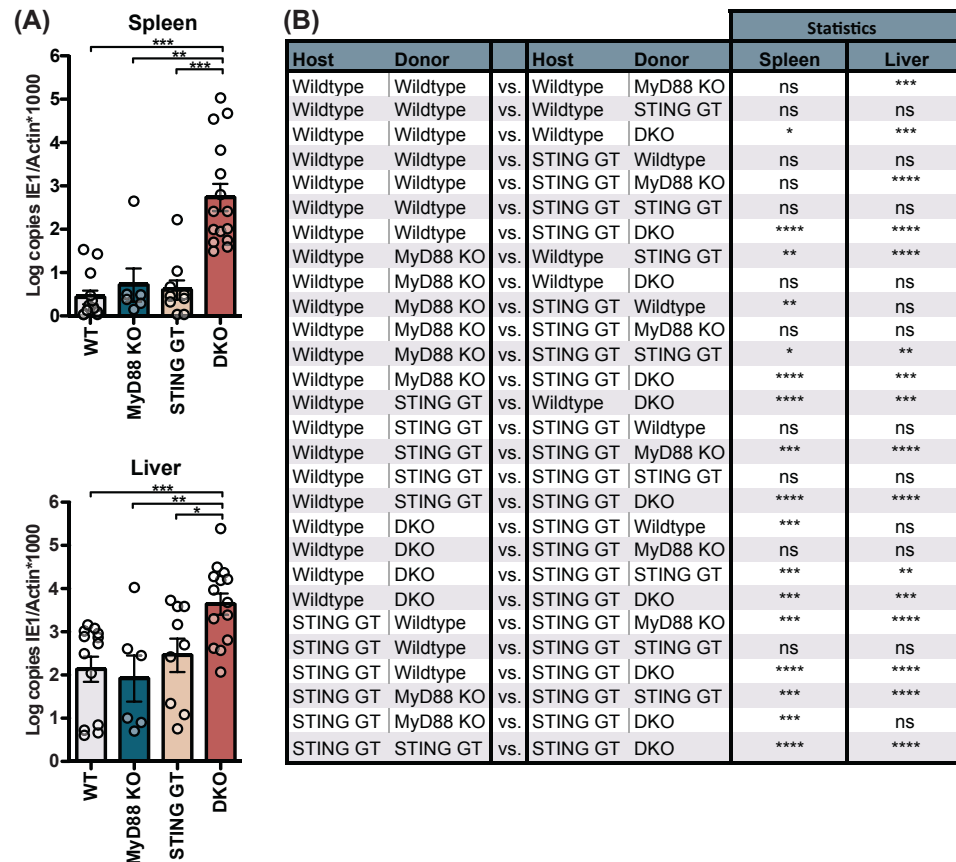 (A)
Spleen
***
**
***
Log copies IE1/Actin*1000
6
5
4
3
2
1
0
WT
MyD88 KO
STING GT
DKO
Liver
***
**
*
Log copies IE1/Actin*1000
6
5
4
3
2
1
0
WT
MyD88 KO
STING GT
DKO
(B)
Statistics
Host Donor Host Donor Spleen Liver
Wildtype Wildtype vs. Wildtype MyD88 KO ns ***
Wildtype Wildtype vs. Wildtype STING GT ns ns
Wildtype Wildtype vs. Wildtype DKO * ***
Wildtype Wildtype vs. STING GT Wildtype ns ns
Wildtype Wildtype vs. STING GT MyD88 KO ns ****
Wildtype Wildtype vs. STING GT STING GT ns ns
Wildtype Wildtype vs. STING GT DKO **** ****
Wildtype MyD88 KO vs. Wildtype STING GT ** ****
Wildtype MyD88 KO vs. Wildtype DKO ns ns
Wildtype MyD88 KO vs. STING GT Wildtype ** ns
Wildtype MyD88 KO vs. STING GT MyD88 KO ns ns
Wildtype MyD88 KO vs. STING GT STING GT * **
Wildtype MyD88 KO vs. STING GT DKO **** ***
Wildtype STING GT vs. Wildtype DKO **** ***
Wildtype STING GT vs. STING GT Wildtype ns ns
Wildtype STING GT vs. STING GT MyD88 KO *** ****
Wildtype STING GT vs. STING GT STING GT ns ns
Wildtype STING GT vs. STING GT DKO **** ****
Wildtype DKO vs. STING GT Wildtype *** ns
Wildtype DKO vs. STING GT MyD88 KO ns ns
Wildtype DKO vs. STING GT STING GT *** **
Wildtype DKO vs. STING GT DKO *** ***
STING GT Wildtype vs. STING GT MyD88 KO *** ****
STING GT Wildtype vs. STING GT STING GT ns ns
STING GT Wildtype vs. STING GT DKO **** ****
STING GT MyD88 KO vs. STING GT STING GT *** ****
STING GT MyD88 KO vs. STING GT DKO *** ns
STING GT STING GT vs. STING GT DKO **** ****